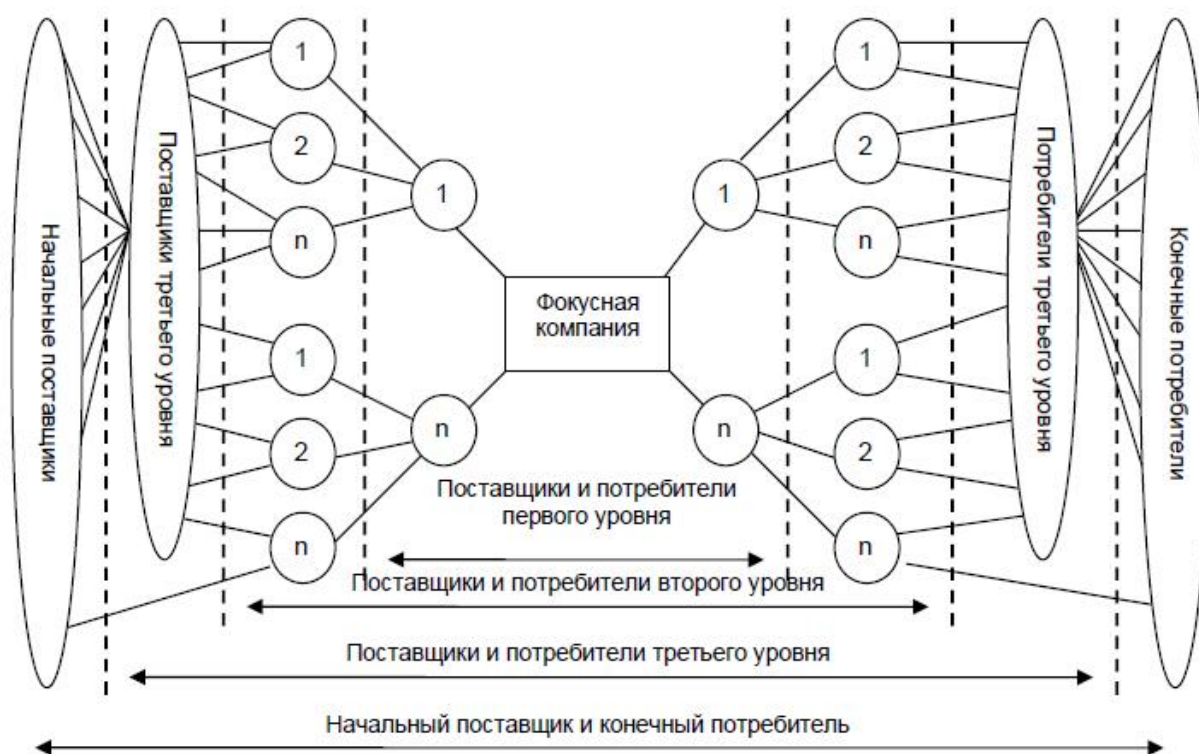 1
1
2
2
1
1
n
n
Фокусная
компания
1
1
2
2
n
n
n
n
Начальные поставщики
Поставщики третьего уровня
Потребители третьего уровня
Конечные потребители
Поставщики и потребители
первого уровня
Поставщики и потребители второго уровня
Поставщики и потребители третьего уровня
Начальный поставщик и конечный потребитель